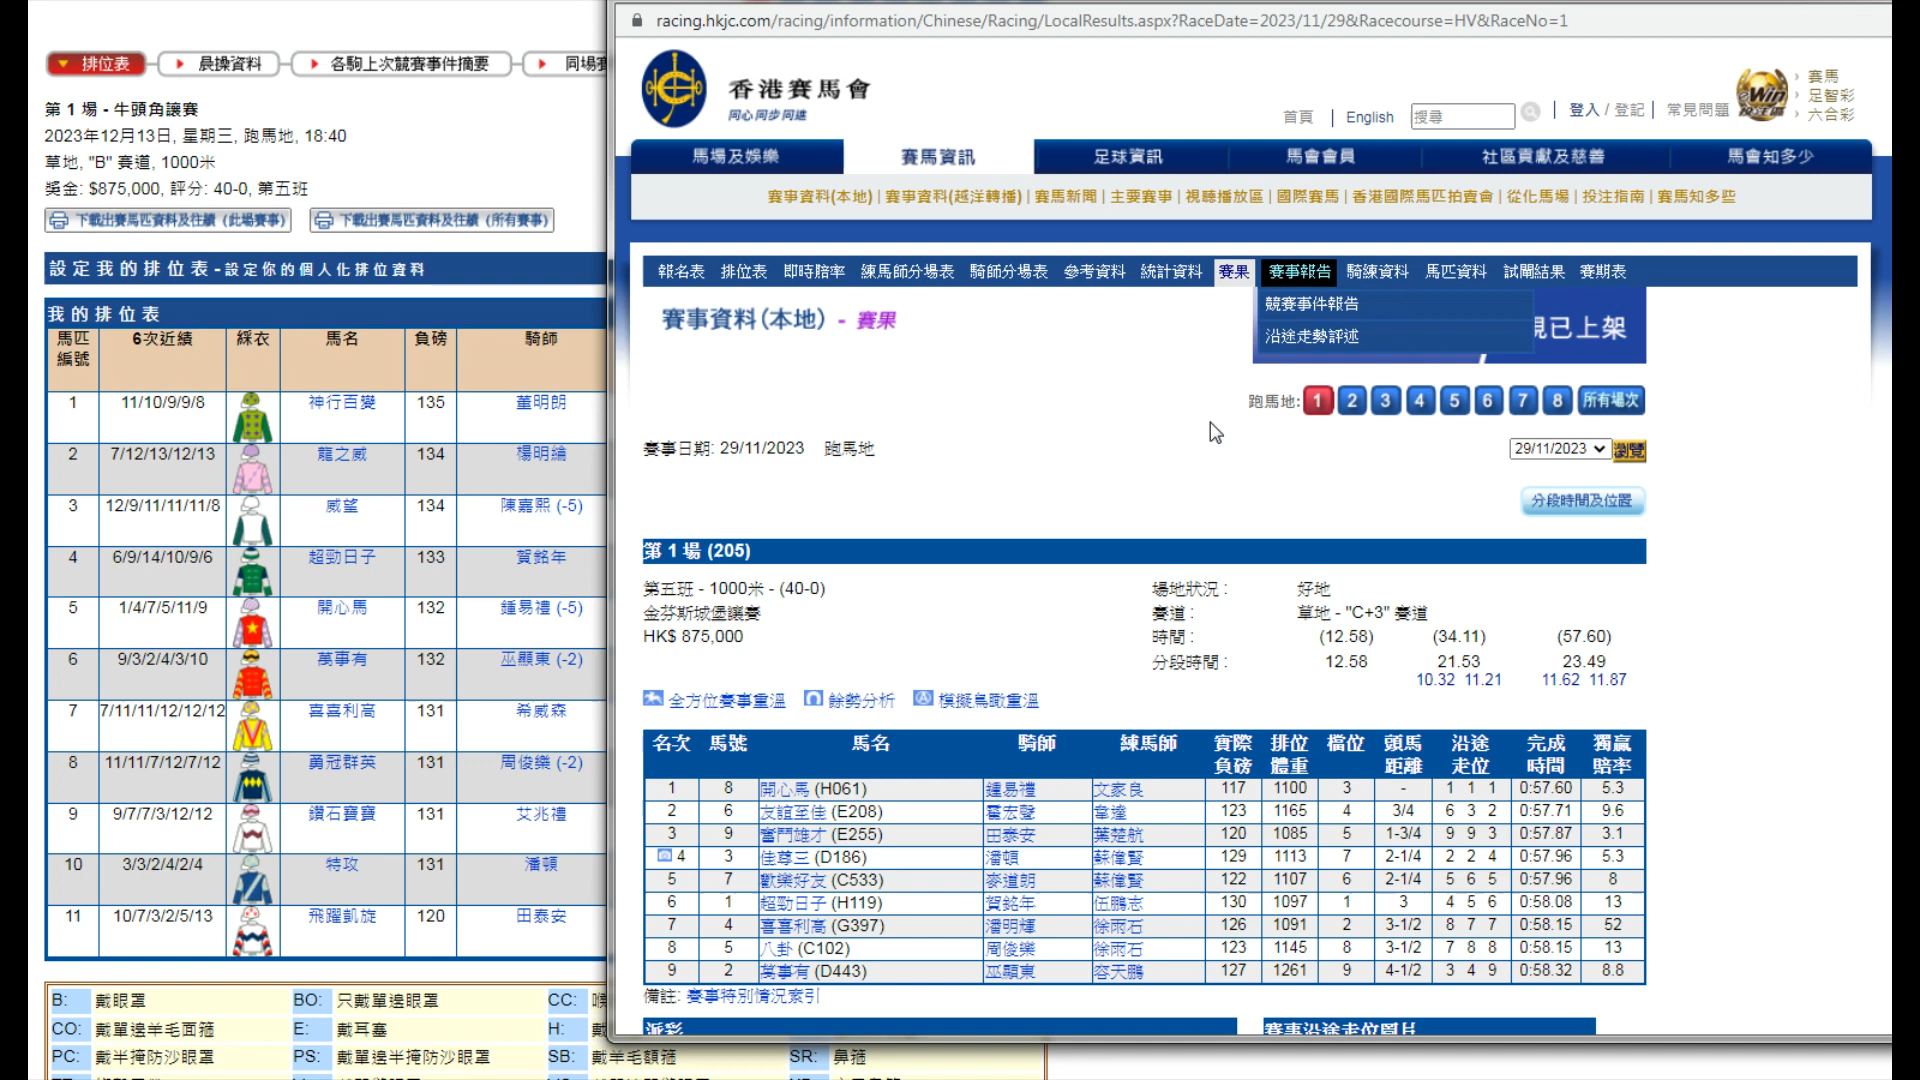 排位表 晨操資料 各駒上次競賽事件摘要
第 1 場 - 牛頭角讓賽
2023年12月13日, 星期三, 跑馬地, 18:40
草地, "B" 賽道, 1000米
獎金: $875,000, 評分: 40-0, 第五班
下載出賽馬匹資料及往績 (此場賽事) 下載出賽馬匹資料及往績 (所有賽事)
設定我的排位表-設定你的個人化排位資料
我的排位表
馬匹編號 6次近績 綵衣 馬名 負磅 騎師
1 11/10/9/9/8 神行百變 135 董明朗
2 7/12/13/12/13 龍之威 134 楊明綸
3 12/9/11/11/11/8 威望 134 陳嘉熙 (-5)
4 6/9/14/10/9/6 超勁日子 133 賀銘年
5 1/4/7/5/11/9 開心馬 132 鍾易禮 (-5)
6 9/3/2/4/3/10 萬事有 132 巫顯東 (-2)
7 7/11/11/12/12/12 喜喜利高 131 希威森
8 11/11/7/12/7/12 勇冠群英 131 周俊樂 (-2)
9 9/7/7/3/12/12 鑽石寶寶 131 艾兆禮
10 3/3/2/4/2/4 特攻 131 潘頓
11 10/7/3/2/5/13 飛躍凱旋 120 田泰安
B: 戴眼罩 BO: 只戴單邊眼罩 CC:
CO: 戴單邊羊毛面箍 E: 戴耳塞 H: 戴
PC: 戴半掩防沙眼罩 PS: 戴單邊半掩防沙眼罩 SB: 戴羊毛額箍 SR: 鼻箍
racing.hkjc.com/racing/information/Chinese/Racing/LocalResults.aspx?RaceDate=2023/11/29&Racecourse=HV&RaceNo=1
香港賽馬會
同心同步同進
首頁 | English 搜尋 | 登入 / 登記 | 常見問題
eWin
賽馬
足智彩
六合彩
馬場及娛樂 賽馬資訊 足球資訊 馬會會員 社區貢獻及慈善 馬會知多少
賽事資料(本地) | 賽事資料(越洋轉播) | 賽馬新聞 | 主要賽事 | 視聽播放區 | 國際賽馬 | 香港國際馬匹拍賣會 | 從化馬場 | 投注指南 | 賽馬知多些
報名表 排位表 即時賠率 練馬師分場表 騎師分場表 參考資料 統計資料 賽果 賽事報告 騎練資料 馬匹資料 試閘結果 賽期表
競賽事件報告
沿途走勢評述
賽事資料(本地) - 賽果
現已上架
跑馬地: 1 2 3 4 5 6 7 8 所有場次
賽事日期: 29/11/2023 跑馬地
29/11/2023 瀏覽
分段時間及位置
第 1 場 (205)
第五班 - 1000米 - (40-0) 場地狀況 : 好地
金芬斯城堡讓賽 賽道 : 草地 - "C+3" 賽道
HK$ 875,000 時間 : (12.58) (34.11) (57.60)
分段時間 : 12.58 21.53 23.49
10.32 11.21 11.62 11.87
全方位賽事重溫 餘勢分析 模擬鳥瞰重溫
名次 馬號 馬名 騎師 練馬師 實際負磅 排位體重 檔位 頭馬距離 沿途走位 完成時間 獨贏賠率
1 8 開心馬 (H061) 鍾易禮 文家良 117 1100 3 - 1 1 1 0:57.60 5.3
2 6 友誼至佳 (E208) 霍宏聲 韋達 123 1165 4 3/4 6 3 2 0:57.71 9.6
3 9 奮鬥雄才 (E255) 田泰安 葉楚航 120 1085 5 1-3/4 9 9 3 0:57.87 3.1
4 3 佳尊三 (D186) 潘頓 蘇偉賢 129 1113 7 2-1/4 2 2 4 0:57.96 5.3
5 7 歡樂好友 (C533) 麥道朗 蘇偉賢 122 1107 6 2-1/4 5 6 5 0:57.96 8
6 1 超勁日子 (H119) 賀銘年 伍鵬志 130 1097 1 3 4 5 6 0:58.08 13
7 4 喜喜利高 (G397) 潘明輝 徐雨石 126 1091 2 3-1/2 8 7 7 0:58.15 52
8 5 八卦 (C102) 周俊樂 徐雨石 123 1145 8 3-1/2 7 8 8 0:58.15 13
9 2 萬事有 (D443) 巫顯東 容天鵬 127 1261 9 4-1/2 3 4 9 0:58.32 8.8
備註: 賽事特別情況索引
派彩 賽事沿途走位圖片